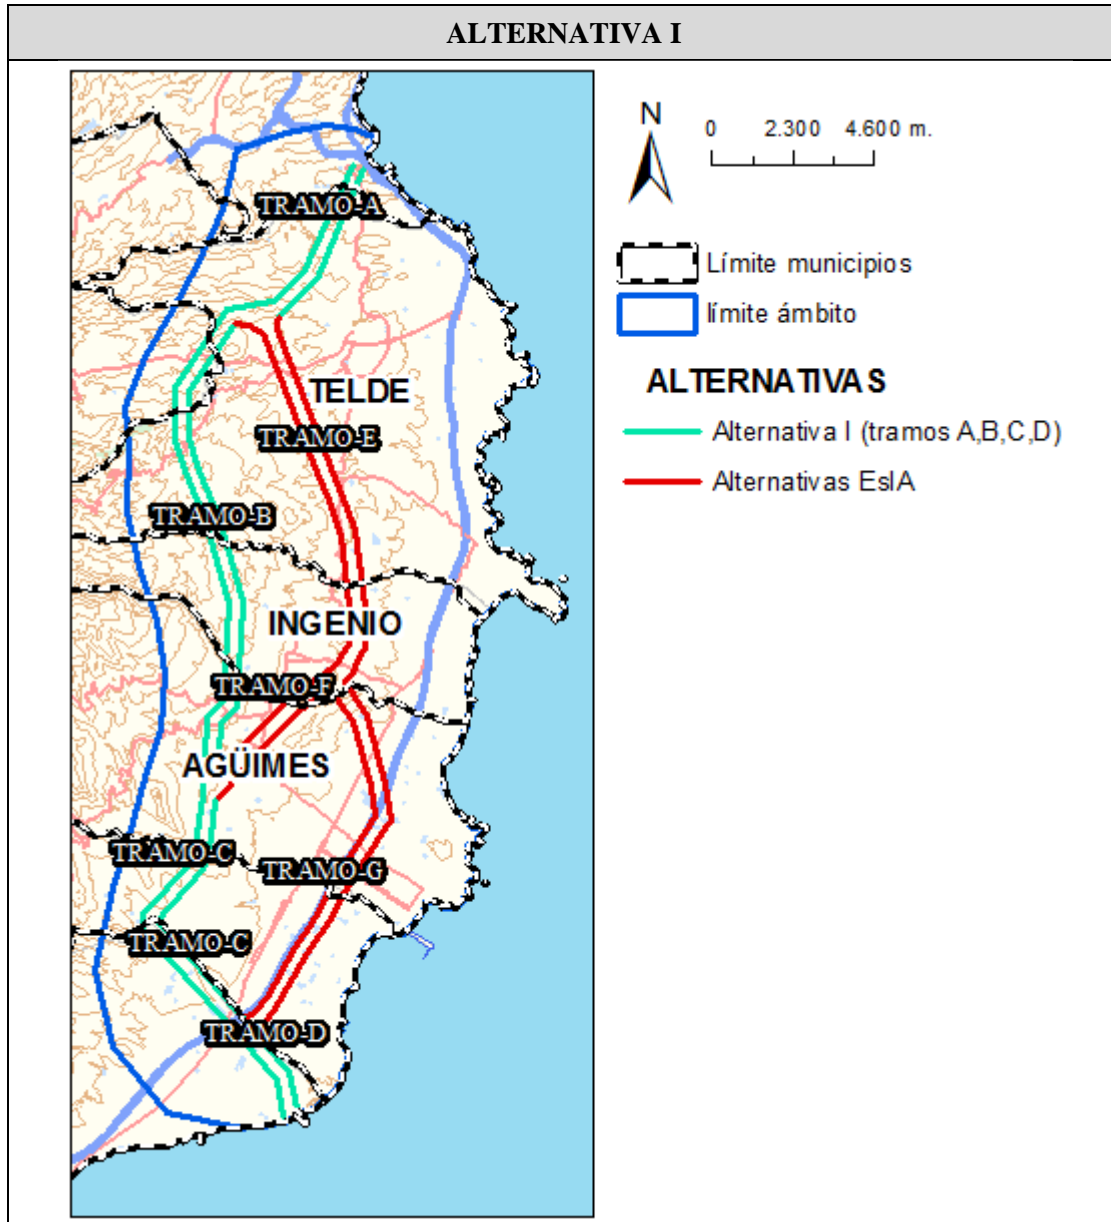 ALTERNATIVA I
N
0 2.300 4.600 m.
Límite municipios
límite ámbito
ALTERNATIVAS
Alternativa I (tramos A,B,C,D)
Alternativas EsIA
TRAMO-A
TELDE
TRAMO-E
TRAMO-B
INGENIO
TRAMO-F
AGÜIMES
TRAMO-C
TRAMO-G
TRAMO-C
TRAMO-D